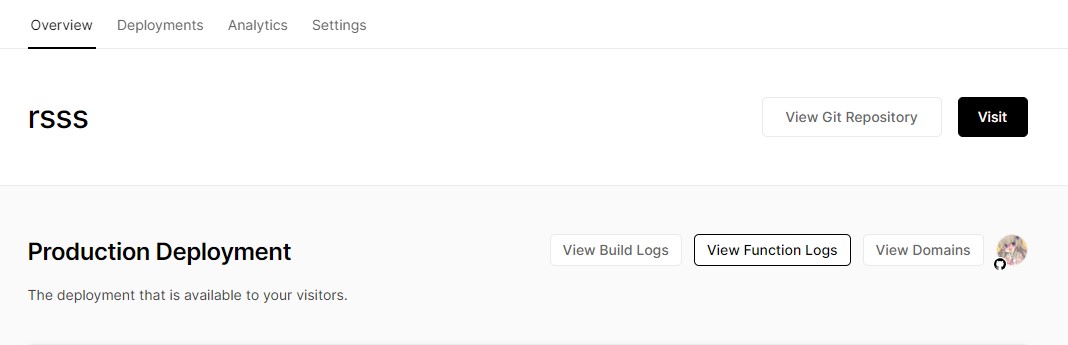 Overview Deployments Analytics Settings
rsss View Git Repository Visit
Production Deployment View Build Logs View Function Logs View Domains
The deployment that is available to your visitors.